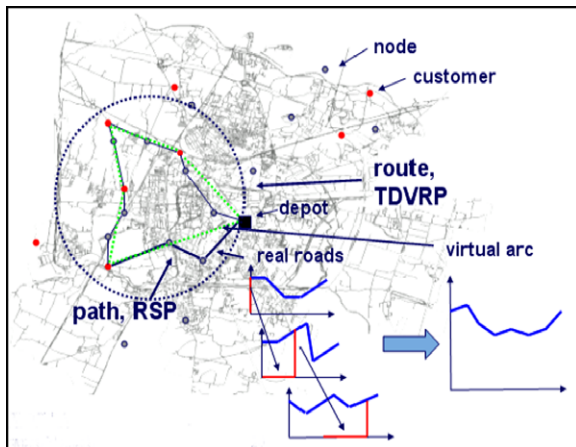 node
customer
route,
TDVRP
depot
virtual arc
real roads
path, RSP